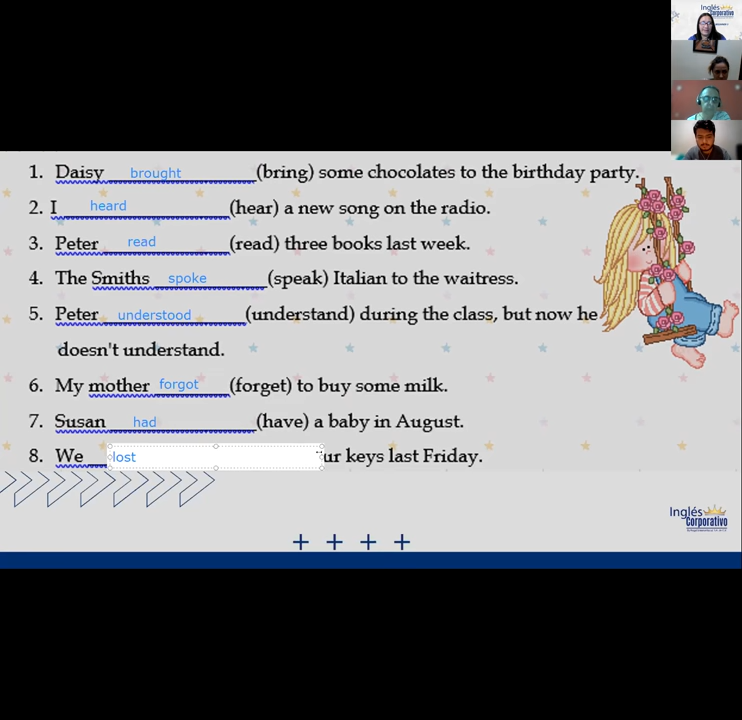 Inglés
Corporativo
1. Daisy brought (bring) some chocolates to the birthday party.
2. I heard (hear) a new song on the radio.
3. Peter read (read) three books last week.
4. The Smiths spoke (speak) Italian to the waitress.
5. Peter understood (understand) during the class, but now he
doesn't understand.
6. My mother forgot (forget) to buy some milk.
7. Susan had (have) a baby in August.
8. We lost ur keys last Friday.
Inglés
Corporativo